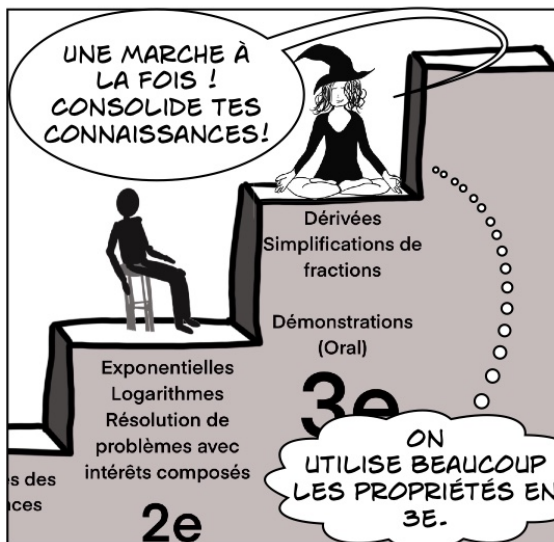 UNE MARCHE À
LA FOIS !
CONSOLIDE TES
CONNAISSANCES!
Dérivées
Simplifications de
fractions
Démonstrations
(Oral)
3e
Exponentielles
Logarithmes
Résolution de
problèmes avec
intérêts composés
2e
des
ON
UTILISE BEAUCOUP
LES PROPRIÉTÉS EN
3E.